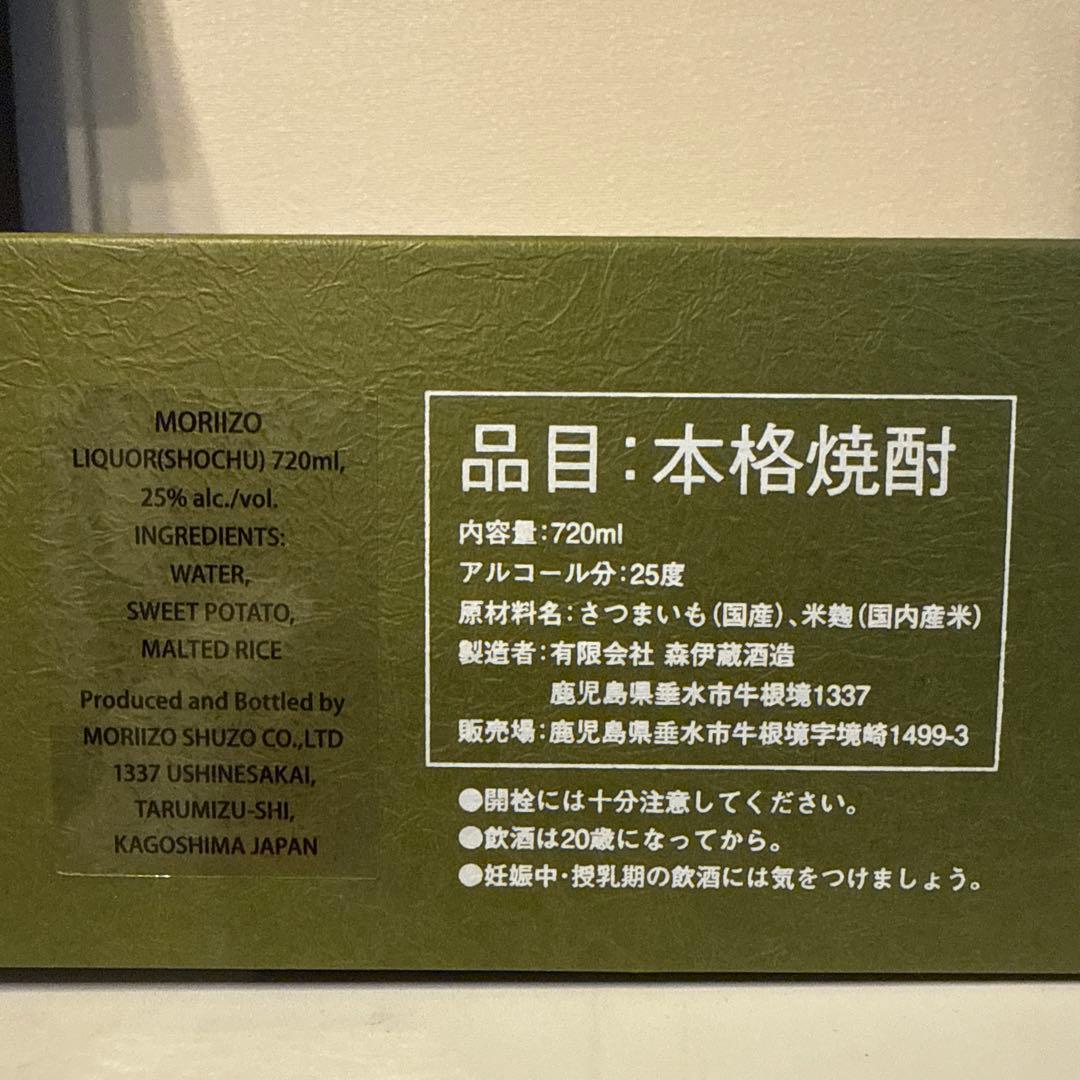 MORIIZO
LIQUOR(SHOCHU) 720ml,
25% alc./vol.
INGREDIENTS:
WATER,
SWEET POTATO,
MALTED RICE
Produced and Bottled by
MORIIZO SHUZO CO.,LTD
1337 USHINESAKAI,
TARUMIZU-SHI,
KAGOSHIMA JAPAN
品目：本格焼酎
内容量：720ml
アルコール分：25度
原材料名：さつまいも（国産）、米麹（国内産米）
製造者：有限会社 森伊蔵酒造
鹿児島県垂水市牛根境1337
販売場：鹿児島県垂水市牛根境字境崎1499-3
●開栓には十分注意してください。
●飲酒は20歳になってから。
●妊娠中・授乳期の飲酒には気をつけましょう。